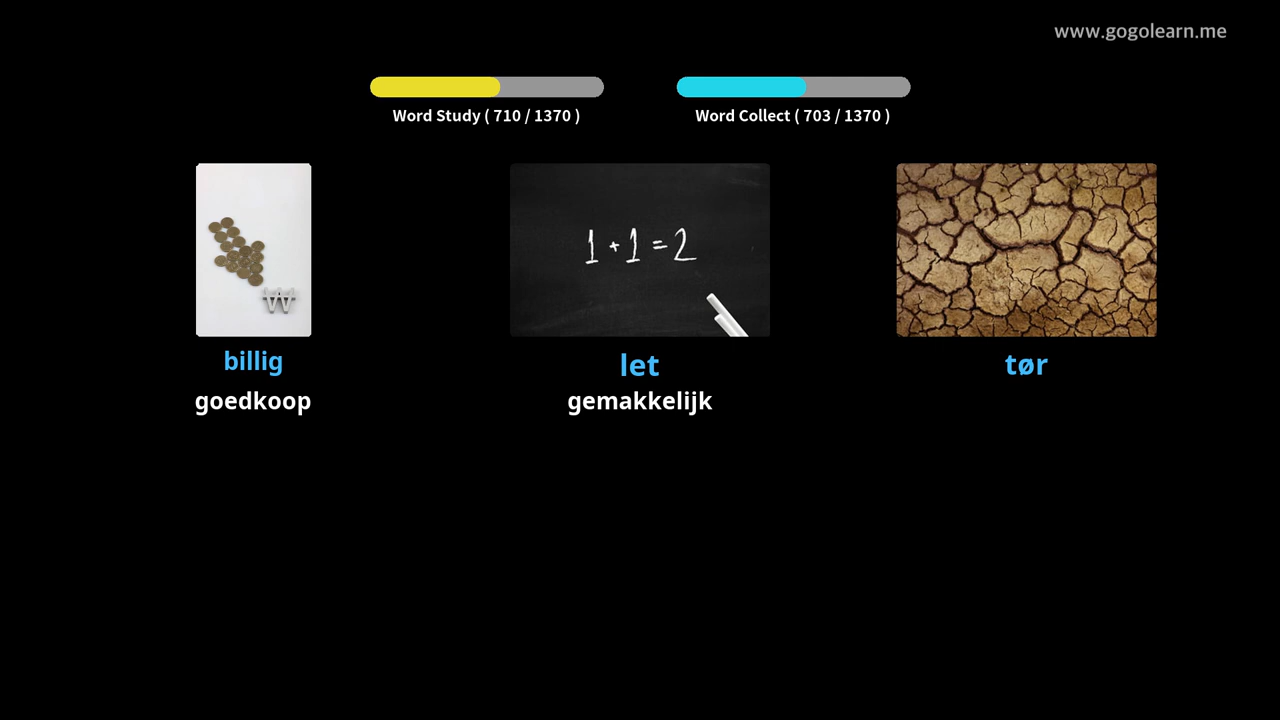 www.gogolearn.me
Word Study ( 710 / 1370 )
Word Collect ( 703 / 1370 )
1 + 1 = 2
₩
billig
let
tør
goedkoop
gemakkelijk